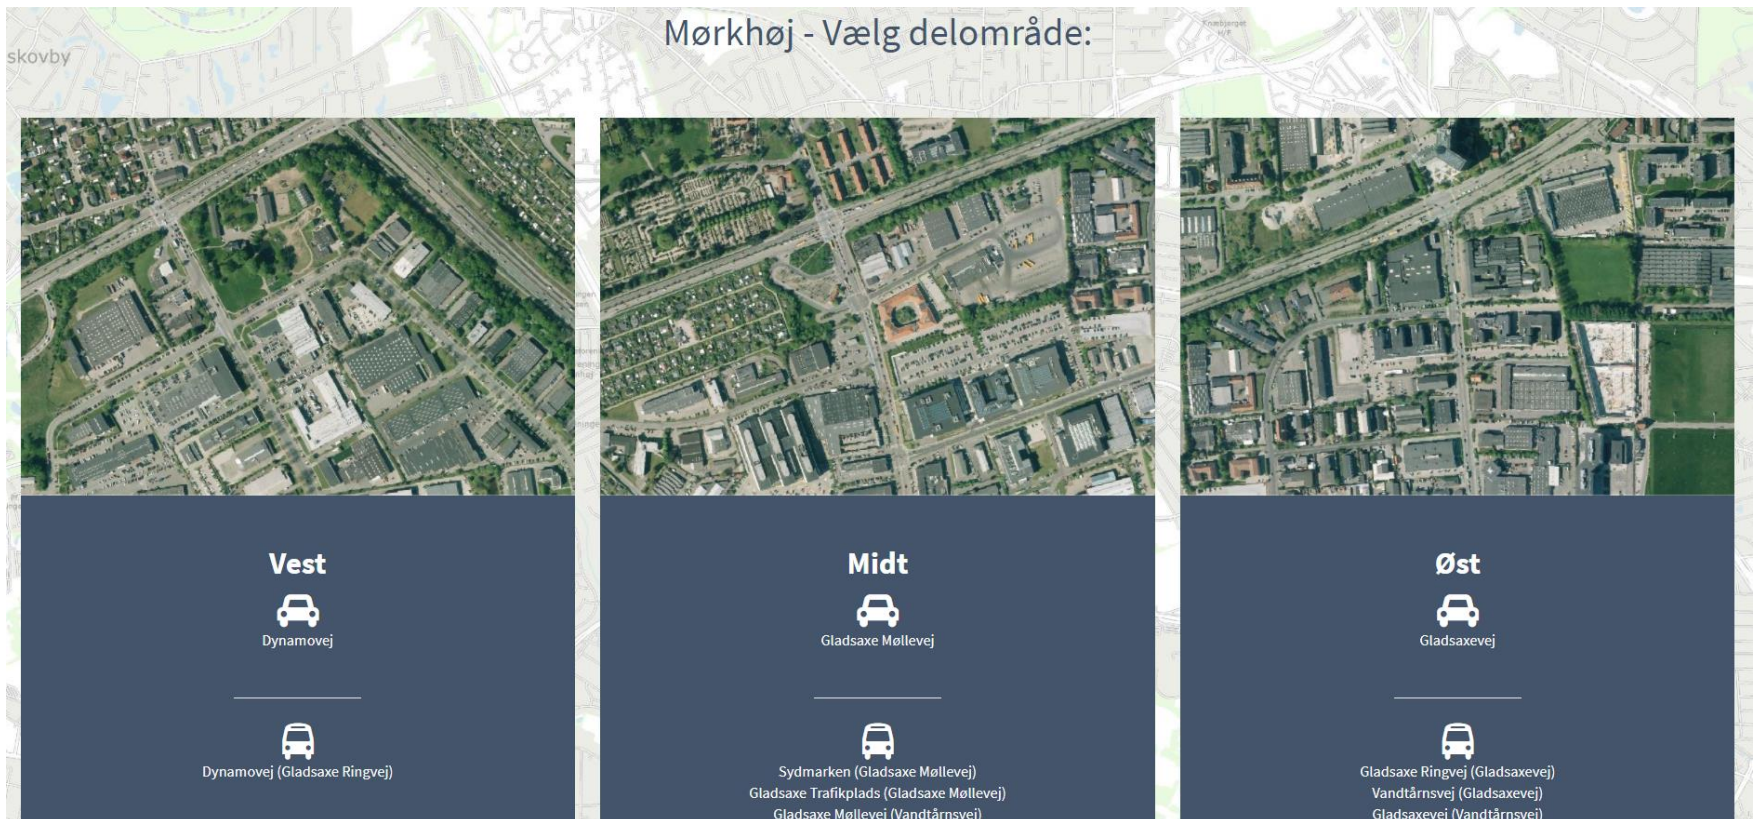 Mørkhøj - Vælg delområde:
skovby
Vest
Dynamovej
Dynamovej (Gladsaxe Ringvej)
Midt
Gladsaxe Møllevej
Sydmarken (Gladsaxe Møllevej)
Gladsaxe Trafikplads (Gladsaxe Møllevej)
Gladsaxe Møllevej (Vandtårnsvej)
Øst
Gladsaxevej
Gladsaxe Ringvej (Gladsaxevej)
Vandtårnsvej (Gladsaxevej)
Gladsaxevej (Vandtårnsvej)